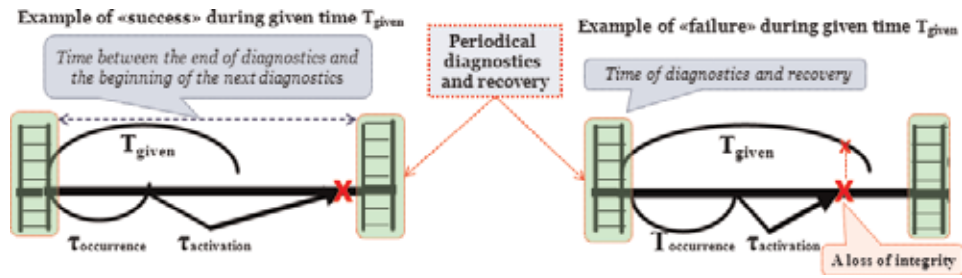 Example of «success» during given time Tgiven
Time between the end of diagnostics and
the beginning of the next diagnostics
Tgiven
τoccurrence
τactivation
Periodical
diagnostics
and recovery
Example of «failure» during given time Tgiven
Time of diagnostics and recovery
Tgiven
Toccurrence
τactivation
A loss of integrity